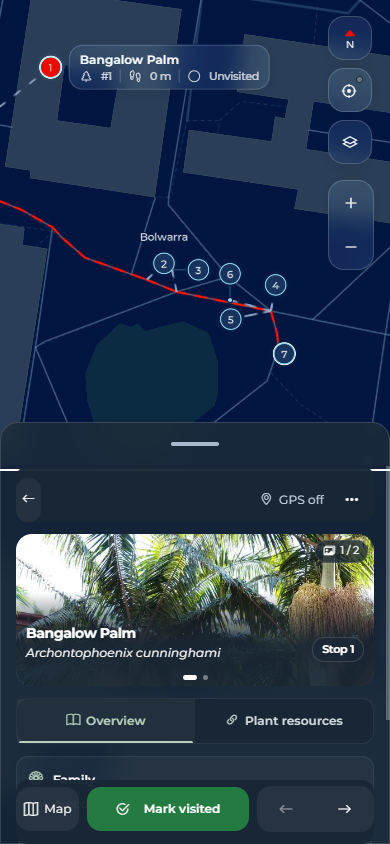 N
1
Bangalow Palm
#1
0 m
Unvisited
Bolwarra
2
3
6
4
5
7
GPS off
1/2
Bangalow Palm
Archontophoenix cunninghami
Stop 1
Overview
Plant resources
Family
Map
Mark visited